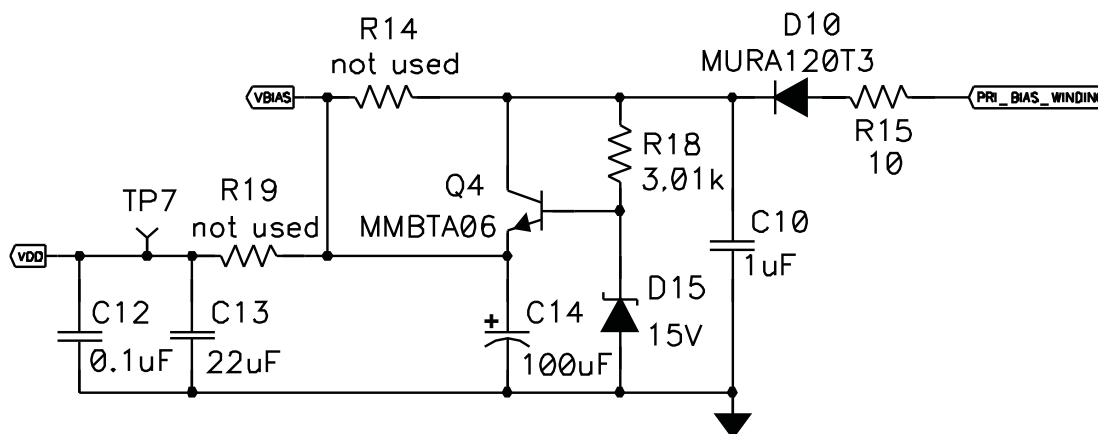 R14
not used
D10
MURA120T3
VBIAS
PRI_BIAS_WINDING
R15
10
R18
3,01k
Q4
MMBTA06
TP7
R19
not used
VDD
C10
1uF
C12
0.1uF
C13
22uF
+
C14
100uF
D15
15V